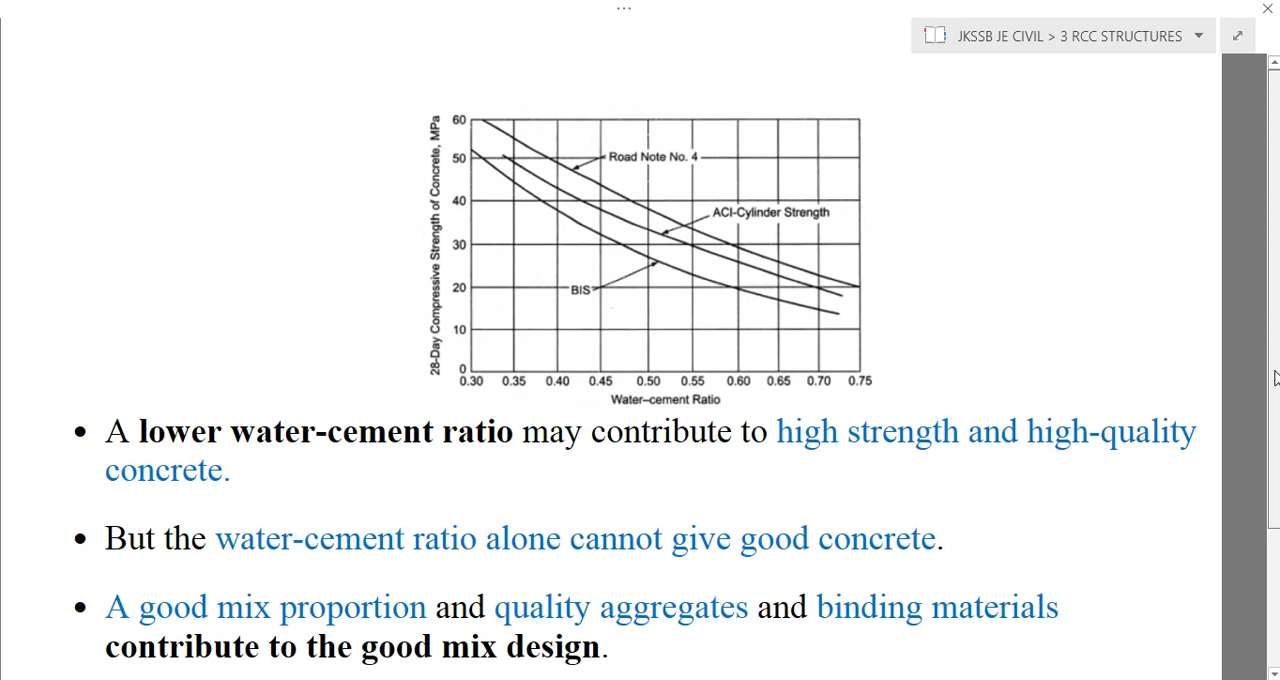 ...
JKSSB JE CIVIL > 3 RCC STRUCTURES
28-Day Compressive Strength of Concrete, MPa
60
50
40
30
20
10
0
Road Note No. 4
ACI-Cylinder Strength
BIS
0.30 0.35 0.40 0.45 0.50 0.55 0.60 0.65 0.70 0.75
Water–cement Ratio
• A lower water-cement ratio may contribute to high strength and high-quality
concrete.
• But the water-cement ratio alone cannot give good concrete.
• A good mix proportion and quality aggregates and binding materials
contribute to the good mix design.